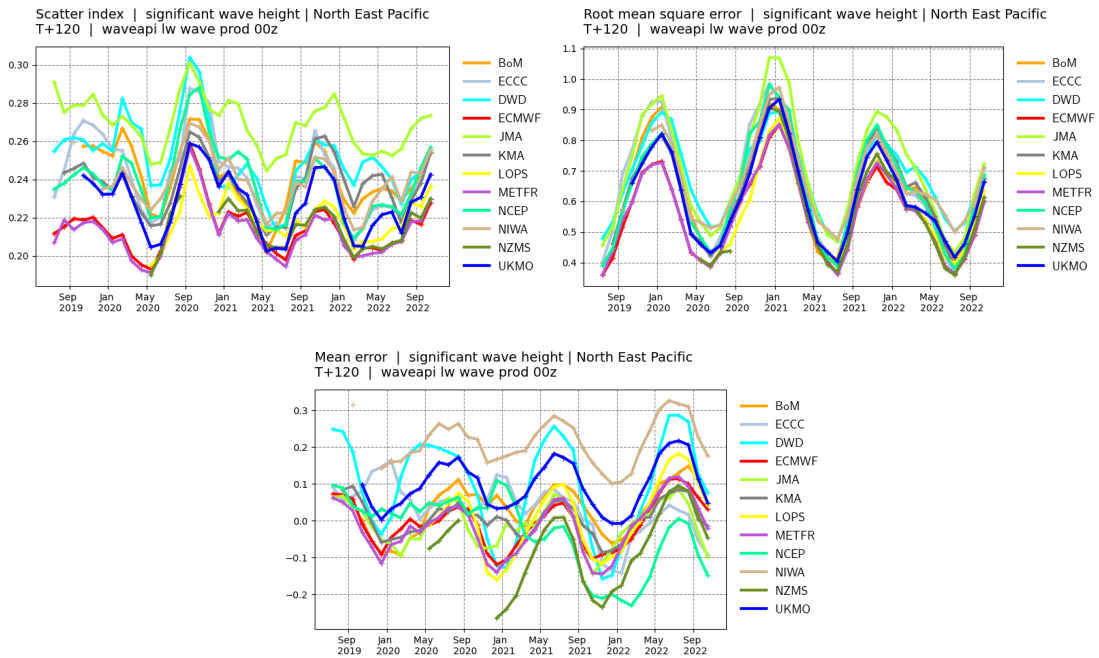 Scatter index | significant wave height | North East Pacific
T+120 | waveapi lw wave prod 00z
0.30
0.28
0.26
0.24
0.22
0.20
Sep 2019
Jan 2020
May 2020
Sep 2020
Jan 2021
May 2021
Sep 2021
Jan 2022
May 2022
Sep 2022
BoM
ECCC
DWD
ECMWF
JMA
KMA
LOPS
METFR
NCEP
NIWA
NZMS
UKMO
Root mean square error | significant wave height | North East Pacific
T+120 | waveapi lw wave prod 00z
1.1
1.0
0.9
0.8
0.7
0.6
0.5
0.4
Sep 2019
Jan 2020
May 2020
Sep 2020
Jan 2021
May 2021
Sep 2021
Jan 2022
May 2022
Sep 2022
BoM
ECCC
DWD
ECMWF
JMA
KMA
LOPS
METFR
NCEP
NIWA
NZMS
UKMO
Mean error | significant wave height | North East Pacific
T+120 | waveapi lw wave prod 00z
0.3
0.2
0.1
0.0
−0.1
−0.2
Sep 2019
Jan 2020
May 2020
Sep 2020
Jan 2021
May 2021
Sep 2021
Jan 2022
May 2022
Sep 2022
BoM
ECCC
DWD
ECMWF
JMA
KMA
LOPS
METFR
NCEP
NIWA
NZMS
UKMO